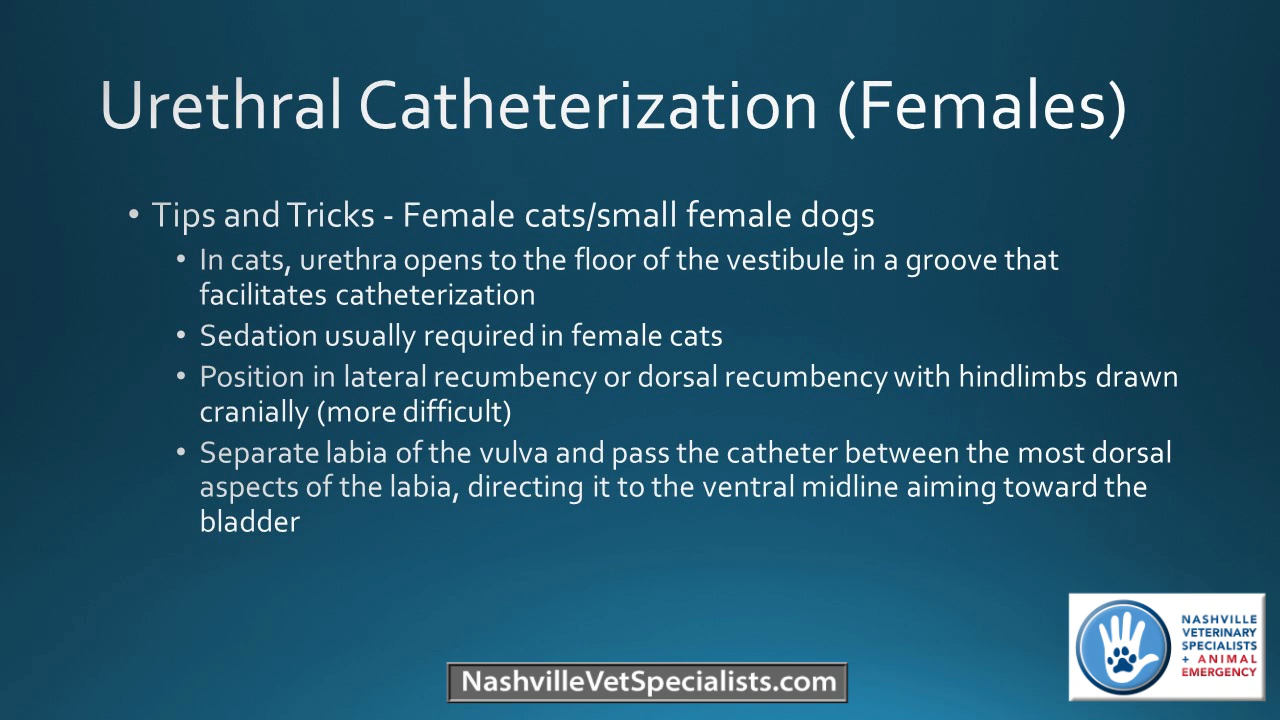 Urethral Catheterization (Females)
• Tips and Tricks - Female cats/small female dogs
• In cats, urethra opens to the floor of the vestibule in a groove that
facilitates catheterization
• Sedation usually required in female cats
• Position in lateral recumbency or dorsal recumbency with hindlimbs drawn
cranially (more difficult)
• Separate labia of the vulva and pass the catheter between the most dorsal
aspects of the labia, directing it to the ventral midline aiming toward the
bladder
NASHVILLE
VETERINARY
SPECIALISTS
+ ANIMAL
EMERGENCY
NashvilleVetSpecialists.com